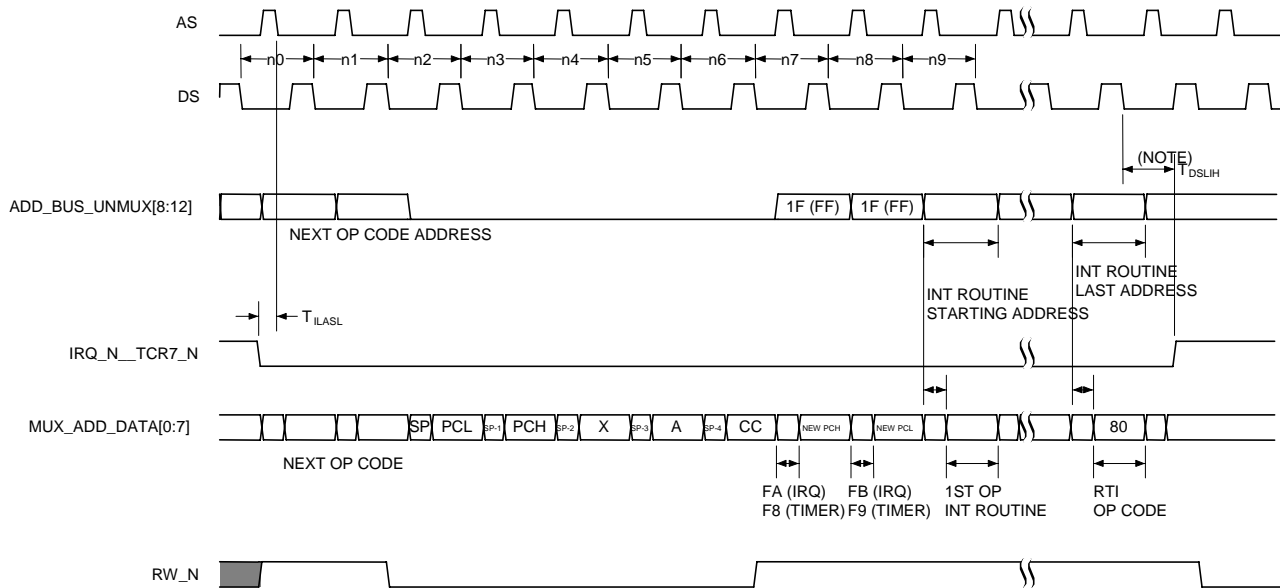 AS
n0 n1 n2 n3 n4 n5 n6 n7 n8 n9
DS
(NOTE)
TDSLIH
ADD_BUS_UNMUX[8:12]
1F (FF) 1F (FF)
NEXT OP CODE ADDRESS
INT ROUTINE
LAST ADDRESS
INT ROUTINE
STARTING ADDRESS
TILASL
IRQ_N__TCR7_N
MUX_ADD_DATA[0:7]
SP PCL SP-1 PCH SP-2 X SP-3 A SP-4 CC NEW PCH NEW PCL 80
NEXT OP CODE
FA (IRQ)
F8 (TIMER)
FB (IRQ)
F9 (TIMER)
1ST OP
INT ROUTINE
RTI
OP CODE
RW_N